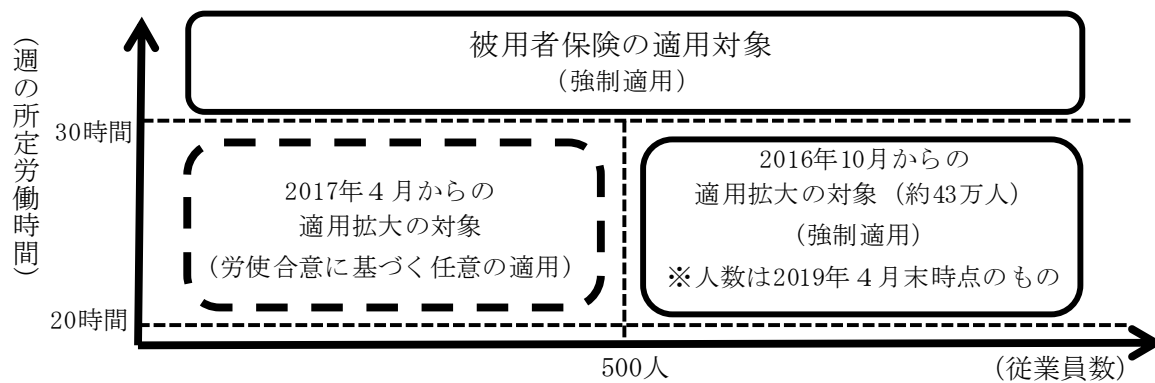 被用者保険の適用対象
（強制適用）
（週の所定労働時間）
30時間
2017年４月からの
適用拡大の対象
（労使合意に基づく任意の適用）
2016年10月からの
適用拡大の対象（約43万人）
（強制適用）
※人数は2019年４月末時点のもの
20時間
500人
（従業員数）